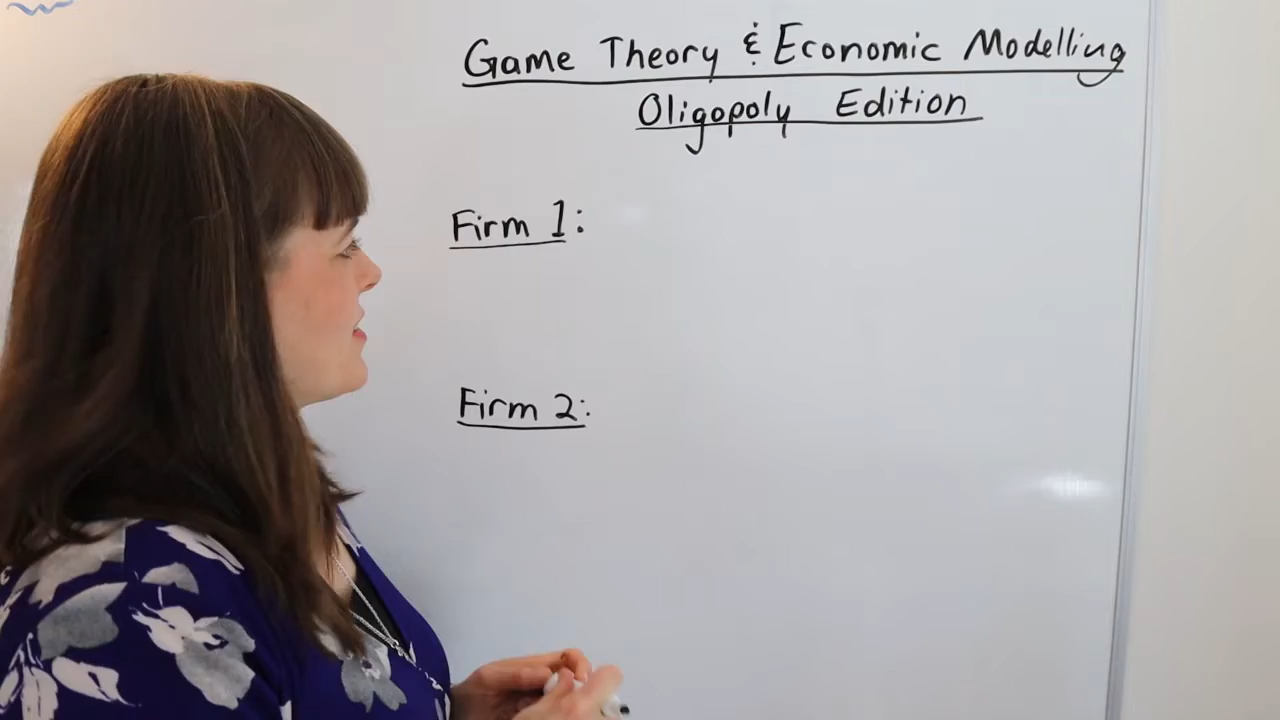 Game Theory & Economic Modelling
Oligopoly Edition
Firm 1:
Firm 2: